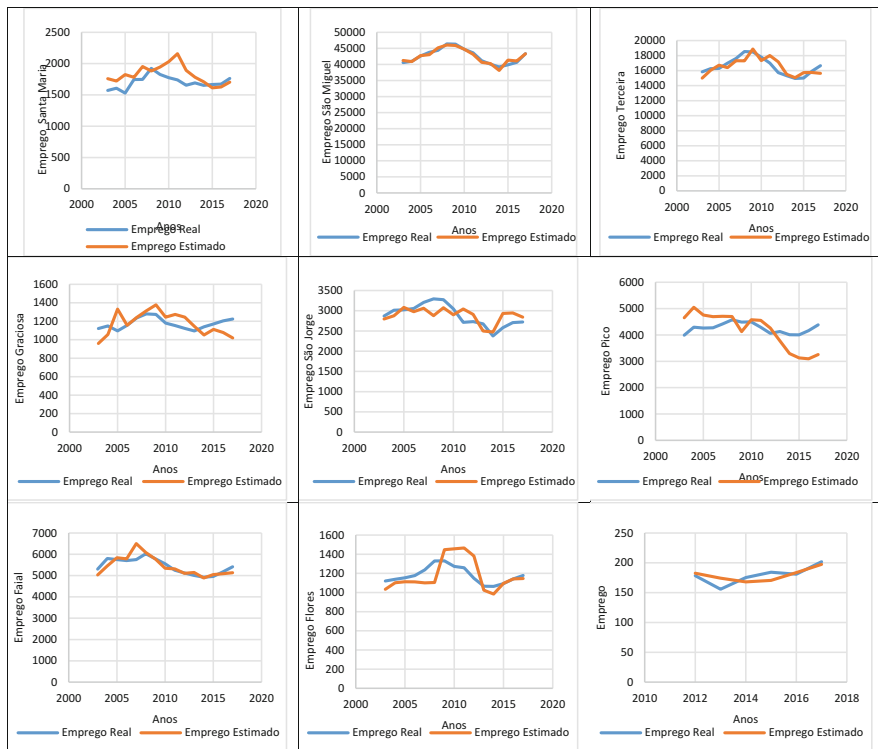 2500
2000
1500
1000
500
0
2000 2005 2010 2015 2020
Emprego Santa Maria
Anos
Emprego Real
Emprego Estimado
50000
45000
40000
35000
30000
25000
20000
15000
10000
5000
0
2000 2005 2010 2015 2020
Emprego São Miguel
Anos
Emprego Real Emprego Estimado
20000
18000
16000
14000
12000
10000
8000
6000
4000
2000
0
2000 2005 2010 2015 2020
Emprego Terceira
Anos
Emprego Real Emprego Estimado
1600
1400
1200
1000
800
600
400
200
0
2000 2005 2010 2015 2020
Emprego Graciosa
Anos
Emprego Real Emprego Estimado
3500
3000
2500
2000
1500
1000
500
0
2000 2005 2010 2015 2020
Emprego São Jorge
Anos
Emprego Real Emprego Estimado
6000
5000
4000
3000
2000
1000
0
2000 2005 2010 2015 2020
Emprego Pico
Anos
Emprego Real Emprego Estimado
7000
6000
5000
4000
3000
2000
1000
0
2000 2005 2010 2015 2020
Emprego Faial
Anos
Emprego Real Emprego Estimado
1600
1400
1200
1000
800
600
400
200
0
2000 2005 2010 2015 2020
Emprego Flores
Anos
Emprego Real Emprego Estimado
250
200
150
100
50
0
2010 2012 2014 2016 2018
Emprego
Anos
Emprego Real Emprego Estimado